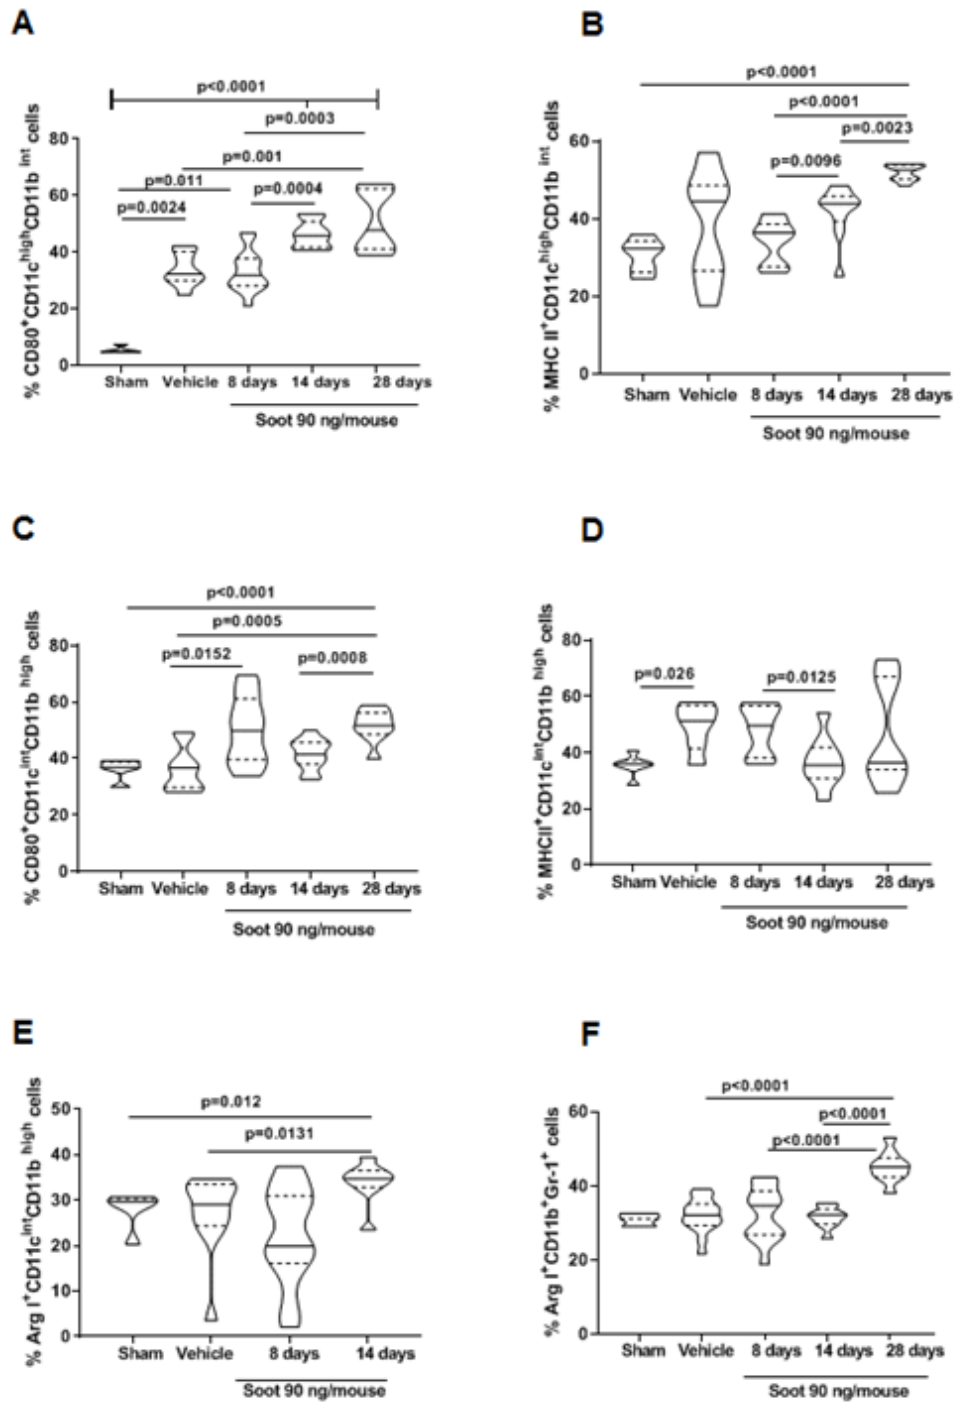 A
p<0.0001
p=0.0003
p=0.001
p=0.011
p=0.0024
p=0.0004
% CD80+CD11chighCD11b int cells
80
60
40
20
0
Sham Vehicle 8 days 14 days 28 days
Soot 90 ng/mouse
B
p<0.0001
p<0.0001
p=0.0023
p=0.0096
% MHC II+CD11chighCD11b int cells
60
40
20
0
Sham Vehicle 8 days 14 days 28 days
Soot 90 ng/mouse
C
p<0.0001
p=0.0005
p=0.0152
p=0.0008
% CD80+CD11cintCD11b high cells
80
60
40
20
0
Sham Vehicle 8 days 14 days 28 days
Soot 90 ng/mouse
D
p=0.026
p=0.0125
% MHCII+CD11cintCD11b high cells
80
60
40
20
0
Sham Vehicle 8 days 14 days 28 days
Soot 90 ng/mouse
E
p=0.012
p=0.0131
% Arg I+CD11cintCD11b high cells
50
40
30
20
10
0
Sham Vehicle 8 days 14 days
Soot 90 ng/mouse
F
p<0.0001
p<0.0001
p<0.0001
% Arg I+CD11b+Gr-1+ cells
60
40
20
0
Sham Vehicle 8 days 14 days 28 days
Soot 90 ng/mouse